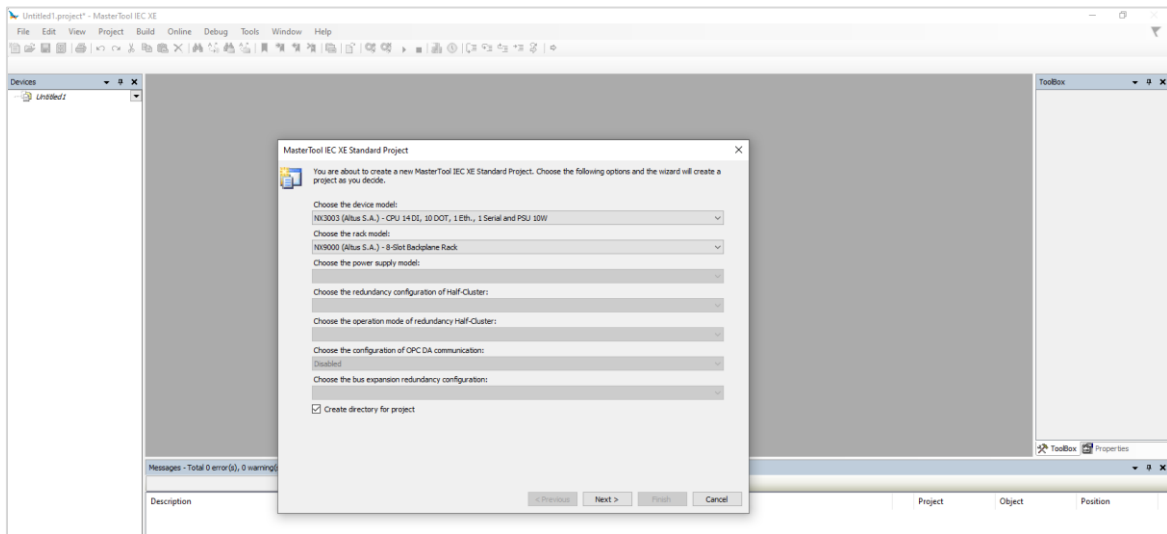 Untitled1.project* - MasterTool IEC XE
File Edit View Project Build Online Debug Tools Window Help
Devices
Untitled1
ToolBox
MasterTool IEC XE Standard Project
You are about to create a new MasterTool IEC XE Standard Project. Choose the following options and the wizard will create a
project as you decide.
Choose the device model:
NX3003 (Altus S.A.) - CPU 14 DI, 10 DOT, 1 Eth., 1 Serial and PSU 10W
Choose the rack model:
NX9000 (Altus S.A.) - 8-Slot Backplane Rack
Choose the power supply model:
Choose the redundancy configuration of Half-Cluster:
Choose the operation mode of redundancy Half-Cluster:
Choose the configuration of OPC DA communication:
Disabled
Choose the bus expansion redundancy configuration:
Create directory for project
< Previous Next > Finish Cancel
ToolBox Properties
Messages - Total 0 error(s), 0 warning(s
Description Project Object Position